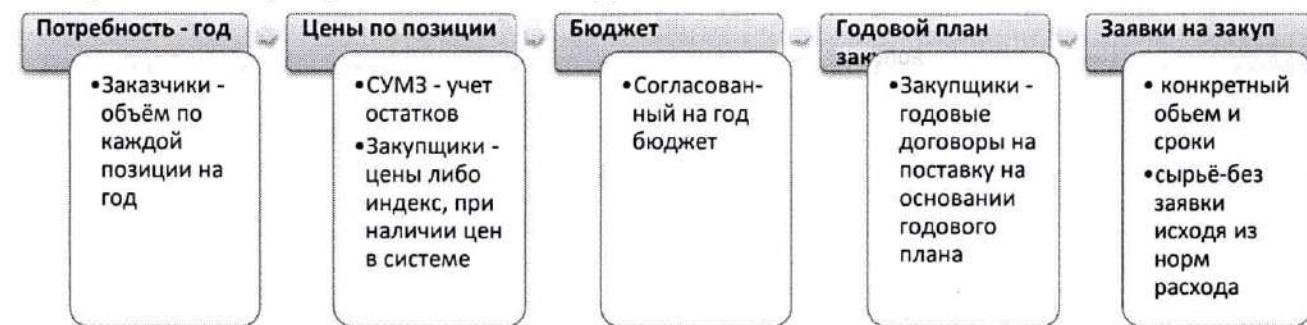 Потребность - год
•Заказчики -
объём по
каждой
позиции на
год
Цены по позиции
•СУМЗ - учет
остатков
•Закупщики -
цены либо
индекс, при
наличии цен
в системе
Бюджет
•Согласован-
ный на год
бюджет
Годовой план
закупок
•Закупщики -
годовые
договоры на
поставку на
основании
годового
плана
Заявки на закуп
• конкретный
обьем и
сроки
•сырьё-без
заявки
исходя из
норм
расхода